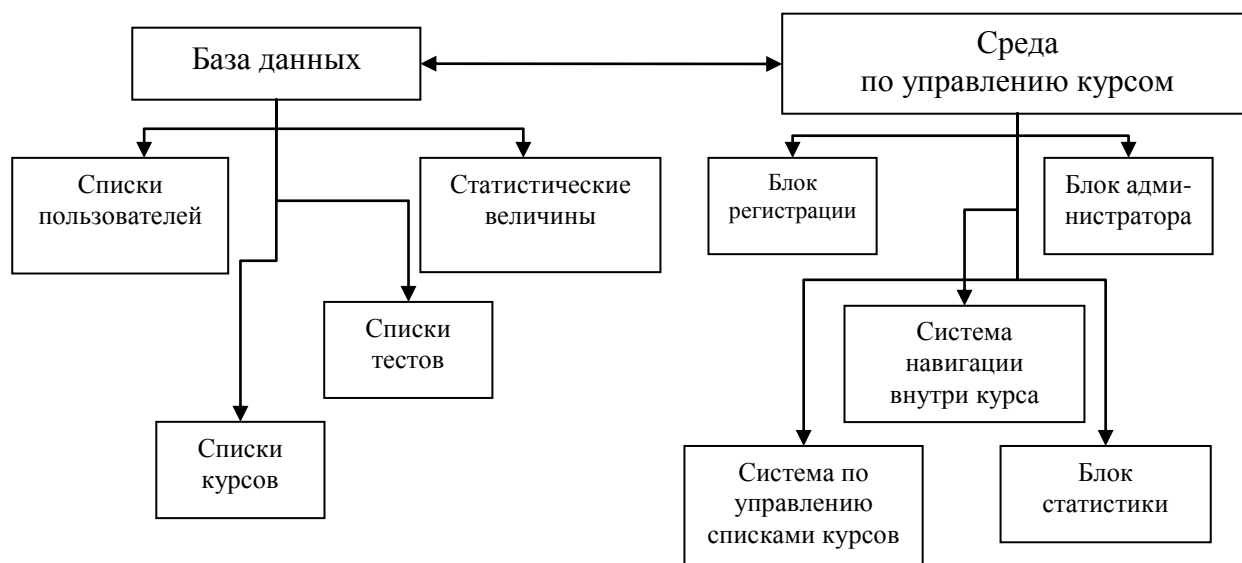 База данных
Среда
по управлению курсом
Списки
пользователей
Статистические
величины
Блок
регистрации
Блок адми-
нистратора
Списки
тестов
Система
навигации
внутри курса
Списки
курсов
Система по
управлению
списками курсов
Блок
статистики